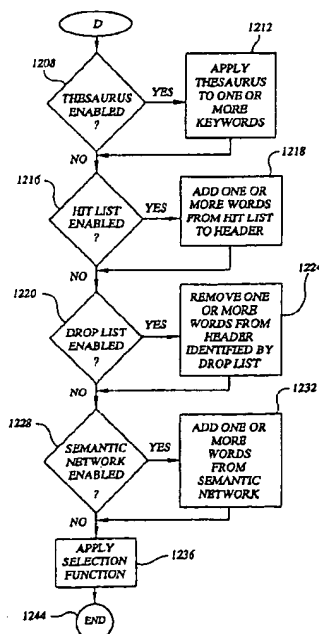 D
1208
THESAURUS
ENABLED
?
YES
1212
APPLY
THESAURUS
TO ONE OR
MORE
KEYWORDS
NO
1216
HIT LIST
ENABLED
?
YES
1218
ADD ONE OR
MORE WORDS
FROM HIT LIST
TO HEADER
NO
1220
DROP LIST
ENABLED
?
YES
1224
REMOVE ONE
OR MORE
WORDS FROM
HEADER
IDENTIFIED BY
DROP LIST
NO
1228
SEMANTIC
NETWORK
ENABLED
?
YES
1232
ADD ONE OR
MORE
WORDS
FROM
SEMANTIC
NETWORK
NO
APPLY
SELECTION
FUNCTION
1236
1244
END